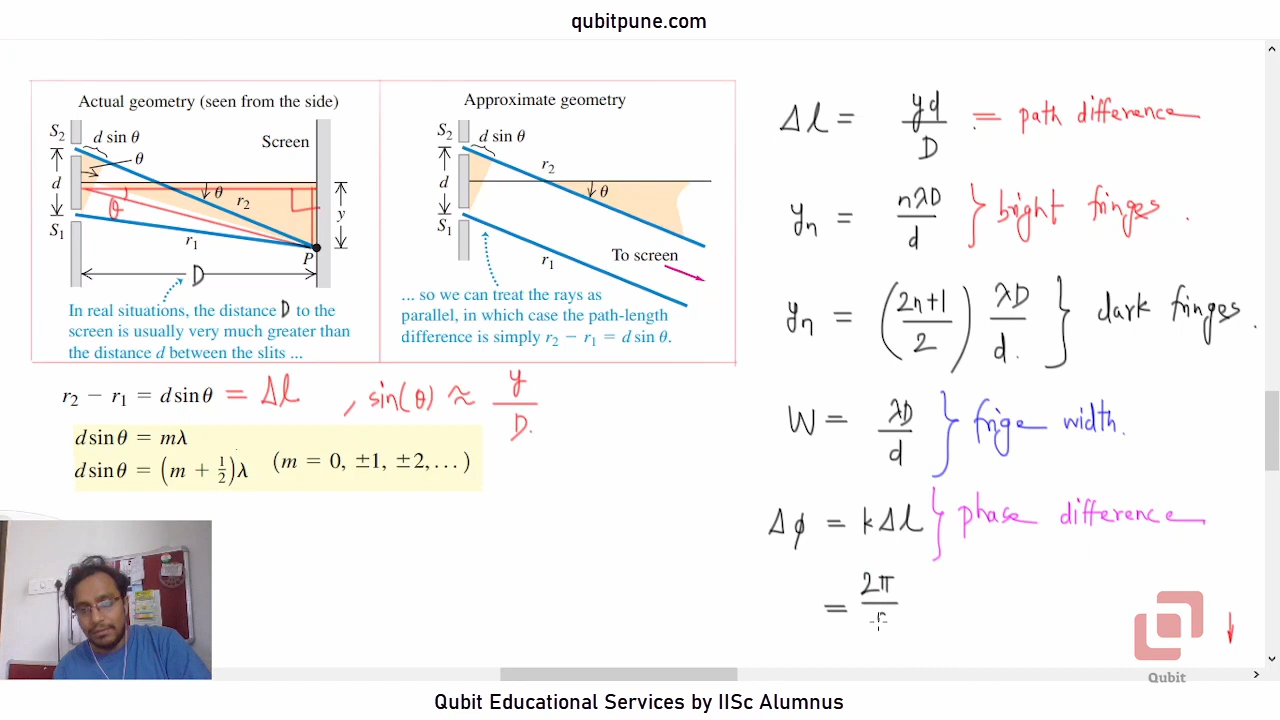 qubitpune.com
Actual geometry (seen from the side)
S₂
d sin θ
θ
Screen
d
θ
r₂
y
θ
S₁
r₁
P
D
In real situations, the distance D to the
screen is usually very much greater than
the distance d between the slits ...
Approximate geometry
S₂
d sin θ
r₂
d
θ
S₁
r₁
To screen
... so we can treat the rays as
parallel, in which case the path-length
difference is simply r₂ − r₁ = d sin θ.
r₂ − r₁ = d sin θ = Δl , sin(θ) ≈ y/D.
d sin θ = mλ
d sin θ = (m + ½)λ (m = 0, ±1, ±2, . . .)
Δl = yd/D = path difference
yn = nλD/d } bright fringes.
yn = (2n+1/2) λD/d. } dark fringes.
W = λD/d } fringe width.
Δϕ = kΔl } phase difference
= 2π
Qubit
Qubit Educational Services by IISc Alumnus